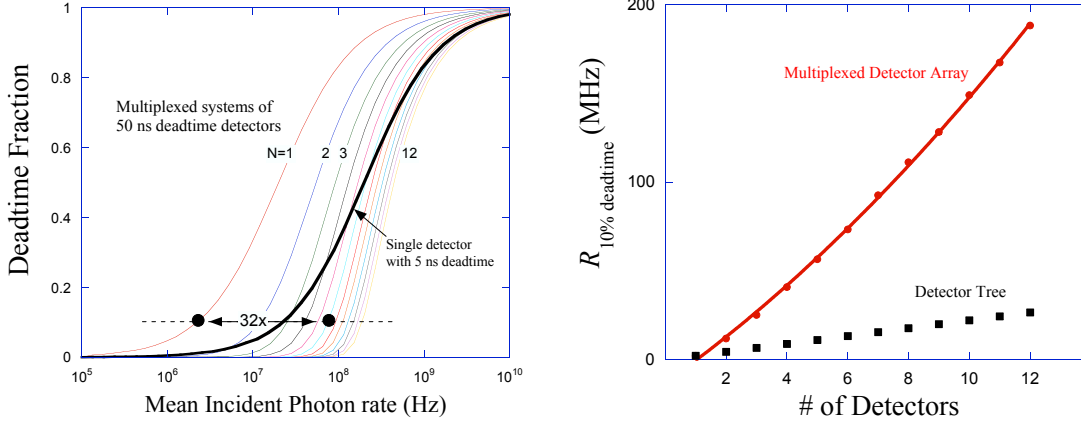 Deadtime Fraction
1
0.8
0.6
0.4
0.2
0
Multiplexed systems of
50 ns deadtime detectors
N=1
2
3
12
Single detector
with 5 ns deadtime
32x
10^5
10^6
10^7
10^8
10^9
10^10
Mean Incident Photon rate (Hz)
R10% deadtime (MHz)
200
100
0
Multiplexed Detector Array
Detector Tree
2
4
6
8
10
12
# of Detectors